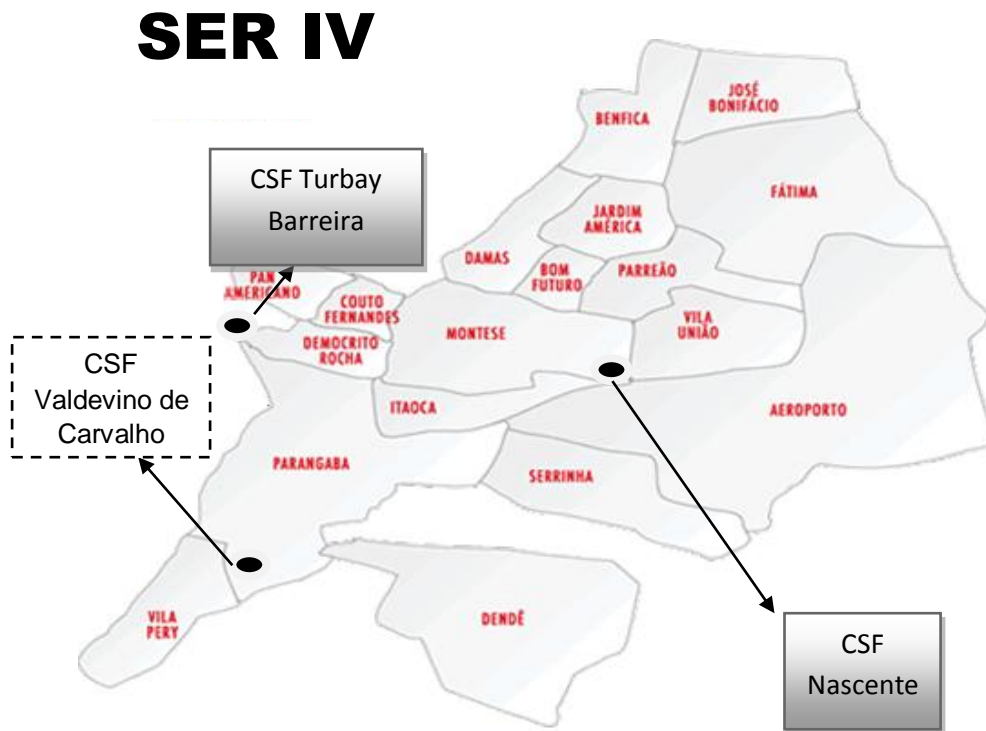 SER IV
JOSÉ
BONIFÁCIO
BENFICA
CSF Turbay
Barreira
FÁTIMA
JARDIM
AMÉRICA
DAMAS
BOM
FUTURO
PARREÃO
PAN
AMERICANO
COUTO
FERNANDES
VILA
UNIÃO
MONTESE
DEMOCRITO
ROCHA
CSF
Valdevino de
Carvalho
ITAOCA
AEROPORTO
PARANGABA
SERRINHA
VILA
PERY
DENDÊ
CSF
Nascente